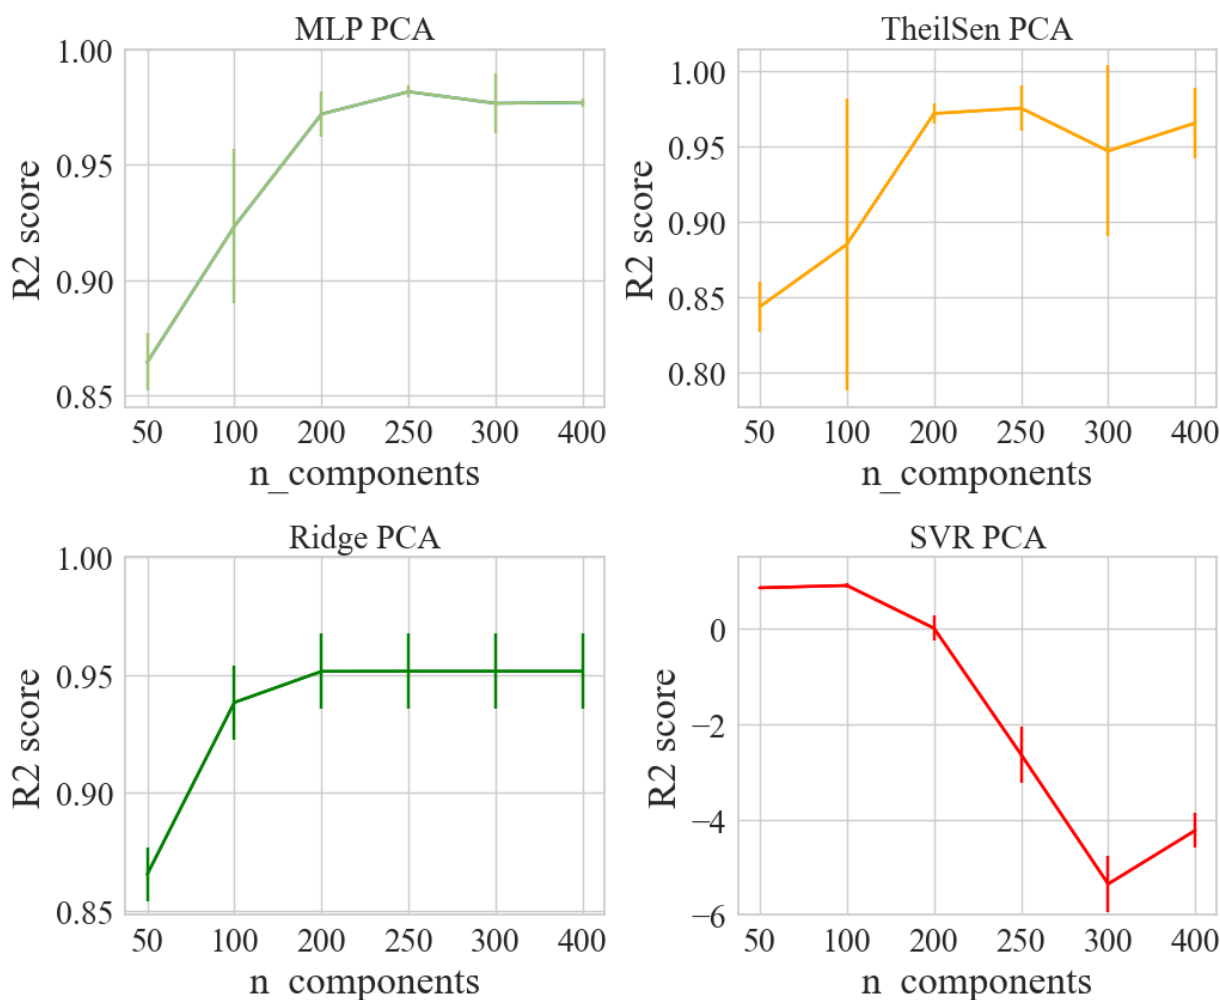 MLP PCA
1.00
0.95
0.90
0.85
R2 score
50 100 200 250 300 400
n_components
TheilSen PCA
1.00
0.95
0.90
0.85
0.80
R2 score
50 100 200 250 300 400
n_components
Ridge PCA
1.00
0.95
0.90
0.85
R2 score
50 100 200 250 300 400
n_components
SVR PCA
0
−2
−4
−6
R2 score
50 100 200 250 300 400
n_components